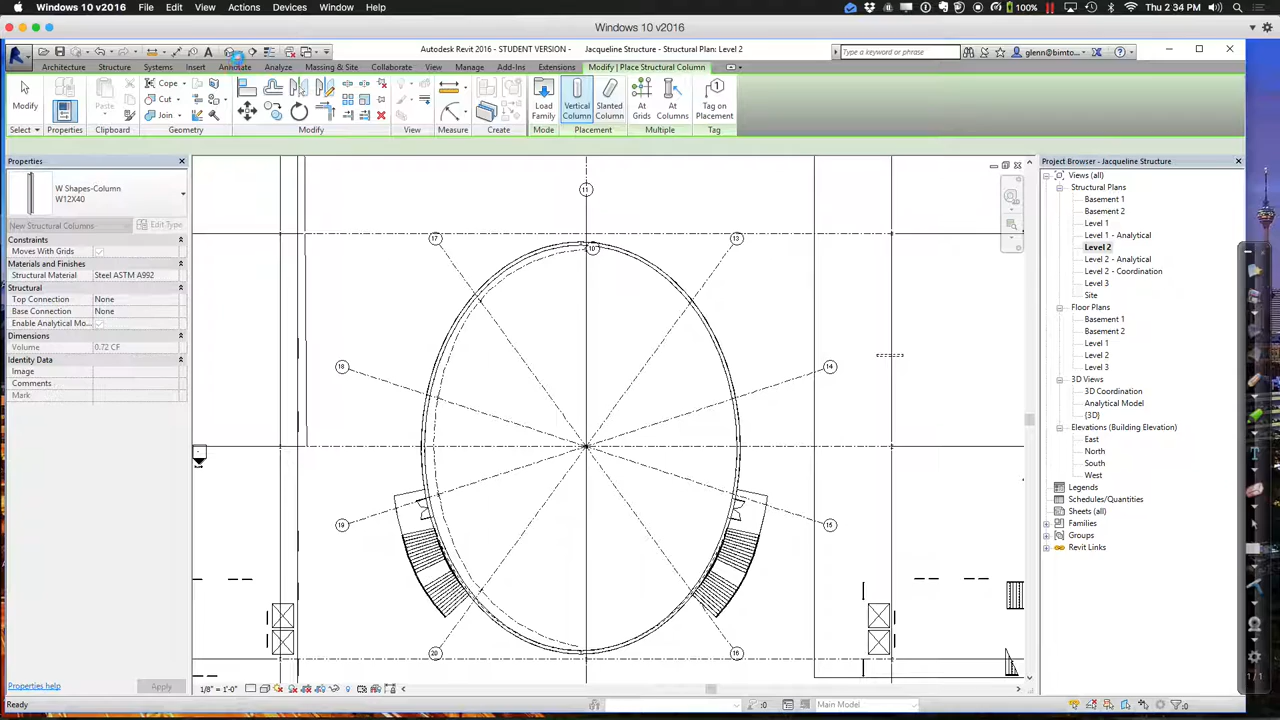 Windows 10 v2016 File Edit View Actions Devices Window Help 100% Thu 2:34 PM
Windows 10 v2016
Autodesk Revit 2016 - STUDENT VERSION - Jacqueline Structure - Structural Plan: Level 2 Type a keyword or phrase glenn@bimto...
Architecture Structure Systems Insert Annotate Analyze Massing & Site Collaborate View Manage Add-Ins Extensions Modify | Place Structural Column
Modify Paste Cope Cut Join Load Family Vertical Column Slanted Column At Grids At Columns Tag on Placement
Select Properties Clipboard Geometry Modify View Measure Create Mode Placement Multiple Tag
Properties
W Shapes-Column
W12X40
New Structural Columns Edit Type
Constraints
Moves With Grids
Materials and Finishes
Structural Material Steel ASTM A992
Structural
Top Connection None
Base Connection None
Enable Analytical Mo...
Dimensions
Volume 0.72 CF
Identity Data
Image
Comments
Mark
Properties help Apply
11
17 13
10
18 14
19 15
20 16
1/8" = 1'-0"
Project Browser - Jacqueline Structure
Views (all)
Structural Plans
Basement 1
Basement 2
Level 1
Level 1 - Analytical
Level 2
Level 2 - Analytical
Level 2 - Coordination
Level 3
Site
Floor Plans
Basement 1
Basement 2
Level 1
Level 2
Level 3
3D Views
3D Coordination
Analytical Model
{3D}
Elevations (Building Elevation)
East
North
South
West
Legends
Schedules/Quantities
Sheets (all)
Families
Groups
Revit Links
1 / 1
Ready :0 Main Model :0